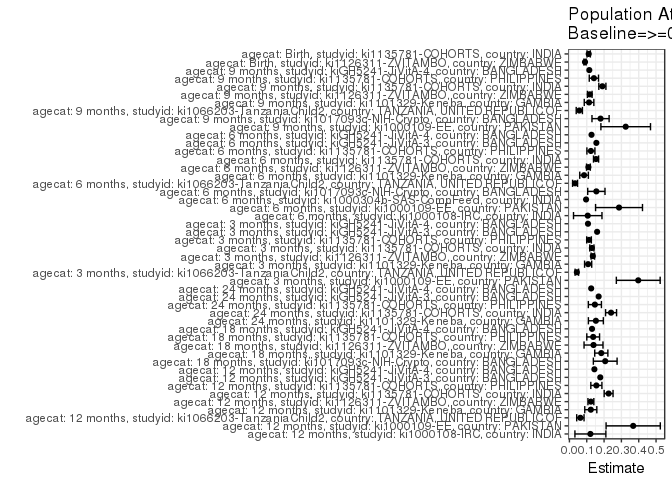 Population At
Baseline=>=0
agecat: Birth, studyid: ki1135781-COHORTS, country: INDIA
agecat: Birth, studyid: ki1126311-ZVITAMBO, country: ZIMBABWE
agecat: 9 months, studyid: kiGH5241-JiVitA-4, country: BANGLADESH
agecat: 9 months, studyid: ki1135781-COHORTS, country: PHILIPPINES
agecat: 9 months, studyid: ki1135781-COHORTS, country: INDIA
agecat: 9 months, studyid: ki1126311-ZVITAMBO, country: ZIMBABWE
agecat: 9 months, studyid: ki1101329-Keneba, country: GAMBIA
agecat: 9 months, studyid: ki1066203-TanzaniaChild2, country: TANZANIA, UNITED REPUBLIC OF
agecat: 9 months, studyid: ki1017093c-NIH-Crypto, country: BANGLADESH
agecat: 9 months, studyid: ki1000109-EE, country: PAKISTAN
agecat: 6 months, studyid: kiGH5241-JiVitA-4, country: BANGLADESH
agecat: 6 months, studyid: kiGH5241-JiVitA-3, country: BANGLADESH
agecat: 6 months, studyid: ki1135781-COHORTS, country: PHILIPPINES
agecat: 6 months, studyid: ki1135781-COHORTS, country: INDIA
agecat: 6 months, studyid: ki1126311-ZVITAMBO, country: ZIMBABWE
agecat: 6 months, studyid: ki1101329-Keneba, country: GAMBIA
agecat: 6 months, studyid: ki1066203-TanzaniaChild2, country: TANZANIA, UNITED REPUBLIC OF
agecat: 6 months, studyid: ki1017093c-NIH-Crypto, country: BANGLADESH
agecat: 6 months, studyid: ki1000304b-SAS-CompFeed, country: INDIA
agecat: 6 months, studyid: ki1000109-EE, country: PAKISTAN
agecat: 6 months, studyid: ki1000108-IRC, country: INDIA
agecat: 3 months, studyid: kiGH5241-JiVitA-4, country: BANGLADESH
agecat: 3 months, studyid: kiGH5241-JiVitA-3, country: BANGLADESH
agecat: 3 months, studyid: ki1135781-COHORTS, country: PHILIPPINES
agecat: 3 months, studyid: ki1135781-COHORTS, country: INDIA
agecat: 3 months, studyid: ki1126311-ZVITAMBO, country: ZIMBABWE
agecat: 3 months, studyid: ki1101329-Keneba, country: GAMBIA
agecat: 3 months, studyid: ki1066203-TanzaniaChild2, country: TANZANIA, UNITED REPUBLIC OF
agecat: 3 months, studyid: ki1000109-EE, country: PAKISTAN
agecat: 24 months, studyid: kiGH5241-JiVitA-4, country: BANGLADESH
agecat: 24 months, studyid: kiGH5241-JiVitA-3, country: BANGLADESH
agecat: 24 months, studyid: ki1135781-COHORTS, country: PHILIPPINES
agecat: 24 months, studyid: ki1135781-COHORTS, country: INDIA
agecat: 24 months, studyid: ki1101329-Keneba, country: GAMBIA
agecat: 18 months, studyid: kiGH5241-JiVitA-4, country: BANGLADESH
agecat: 18 months, studyid: ki1135781-COHORTS, country: PHILIPPINES
agecat: 18 months, studyid: ki1126311-ZVITAMBO, country: ZIMBABWE
agecat: 18 months, studyid: ki1101329-Keneba, country: GAMBIA
agecat: 18 months, studyid: ki1017093c-NIH-Crypto, country: BANGLADESH
agecat: 12 months, studyid: kiGH5241-JiVitA-4, country: BANGLADESH
agecat: 12 months, studyid: kiGH5241-JiVitA-3, country: BANGLADESH
agecat: 12 months, studyid: ki1135781-COHORTS, country: PHILIPPINES
agecat: 12 months, studyid: ki1135781-COHORTS, country: INDIA
agecat: 12 months, studyid: ki1126311-ZVITAMBO, country: ZIMBABWE
agecat: 12 months, studyid: ki1101329-Keneba, country: GAMBIA
agecat: 12 months, studyid: ki1066203-TanzaniaChild2, country: TANZANIA, UNITED REPUBLIC OF
agecat: 12 months, studyid: ki1000109-EE, country: PAKISTAN
agecat: 12 months, studyid: ki1000108-IRC, country: INDIA
0.00.10.20.30.40.5
Estimate